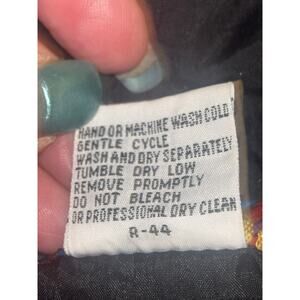 HAND OR MACHINE WASH COLD
GENTLE CYCLE
WASH AND DRY SEPARATELY
TUMBLE DRY LOW
REMOVE PROMPTLY
DO NOT BLEACH
OR PROFESSIONAL DRY CLEAN
R-44